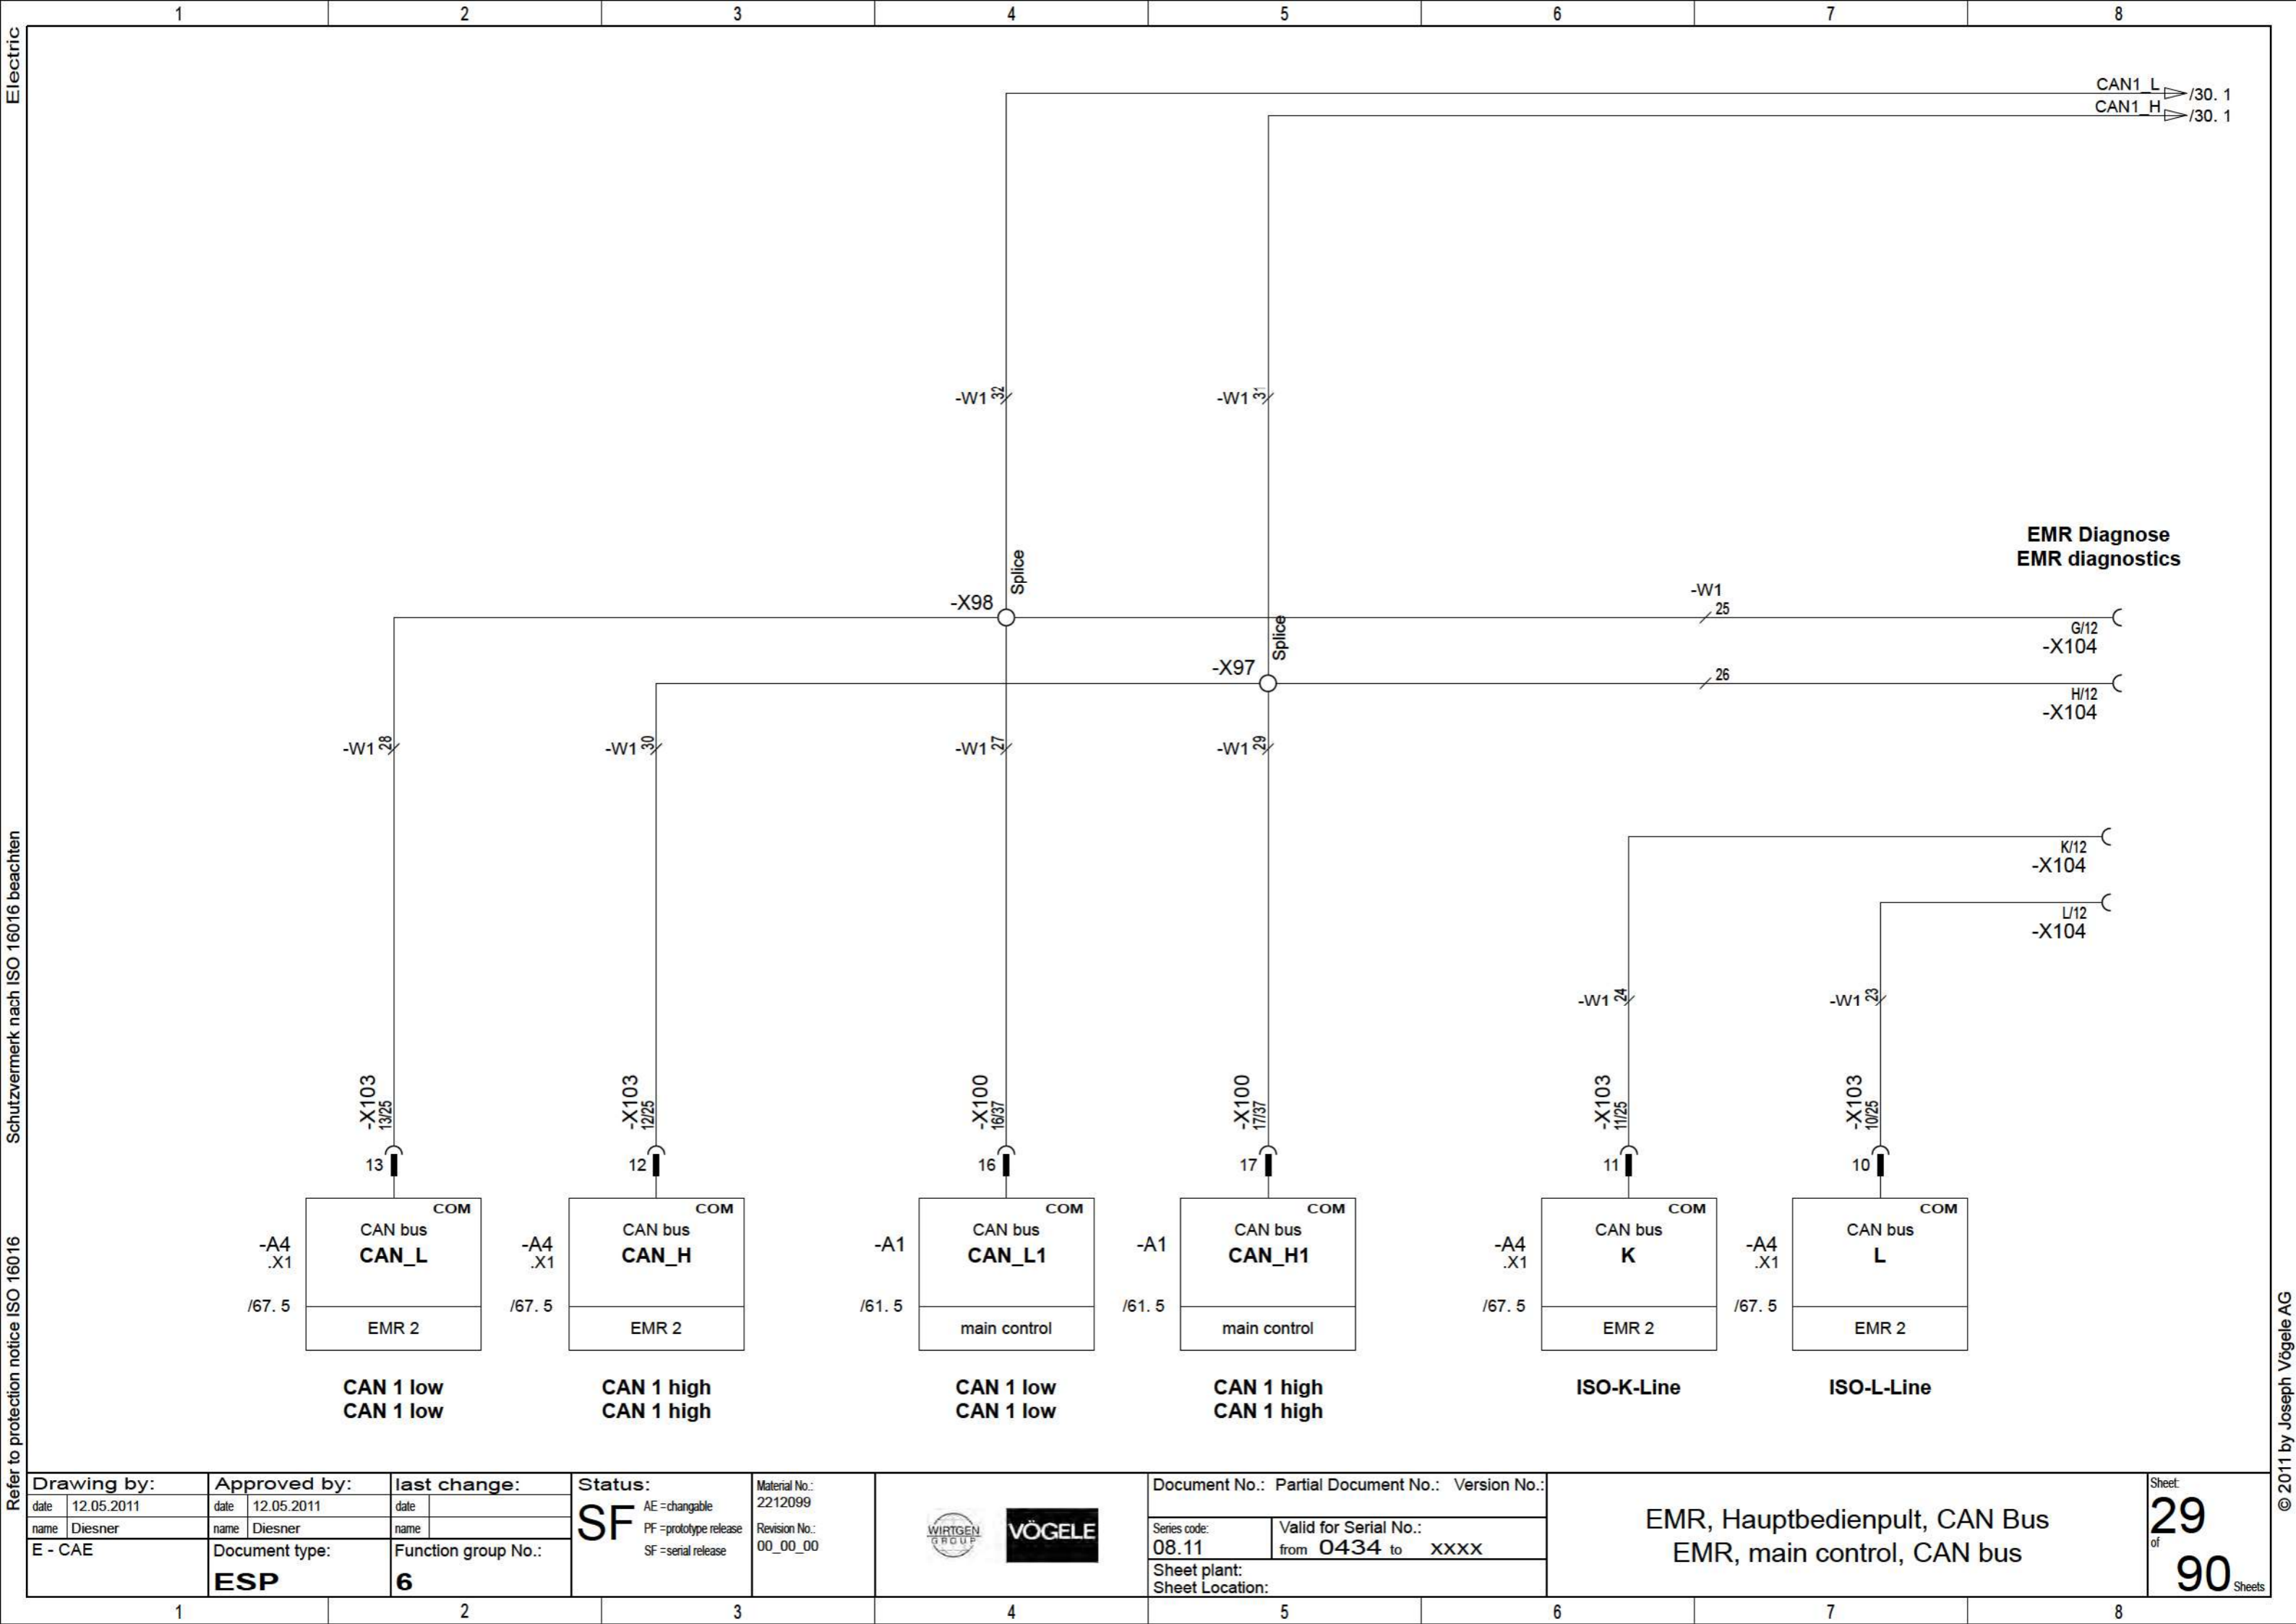 1 2 3 4 5 6 7 8
Electric
CAN1_L /30. 1
CAN1_H /30. 1
-W1 32
-W1 31
EMR Diagnose
EMR diagnostics
Splice
-X98
-W1
25
G/12
-X104
Splice
-X97
26
H/12
-X104
-W1 28
-W1 30
-W1 27
-W1 29
K/12
-X104
L/12
-X104
-W1 24
-W1 23
-X103
13/25
-X103
12/25
-X100
16/37
-X100
17/37
-X103
11/25
-X103
10/25
13
12
16
17
11
10
-A4
.X1
/67. 5
COM
CAN bus
CAN_L
EMR 2
CAN 1 low
CAN 1 low
-A4
.X1
/67. 5
COM
CAN bus
CAN_H
EMR 2
CAN 1 high
CAN 1 high
-A1
/61. 5
COM
CAN bus
CAN_L1
main control
CAN 1 low
CAN 1 low
-A1
/61. 5
COM
CAN bus
CAN_H1
main control
CAN 1 high
CAN 1 high
-A4
.X1
/67. 5
COM
CAN bus
K
EMR 2
ISO-K-Line
-A4
.X1
/67. 5
COM
CAN bus
L
EMR 2
ISO-L-Line
Schutzvermerk nach ISO 16016 beachten
Refer to protection notice ISO 16016
© 2011 by Joseph Vögele AG
Drawing by:
date 12.05.2011
name Diesner
E - CAE
Approved by:
date 12.05.2011
name Diesner
Document type:
ESP
last change:
date
name
Function group No.:
6
Status:
SF
AE =changable
PF =prototype release
SF =serial release
Material No.:
2212099
Revision No.:
00_00_00
WIRTGEN
GROUP
VÖGELE
Document No.: Partial Document No.: Version No.:
Series code:
08.11
Valid for Serial No.:
from 0434 to xxxx
Sheet plant:
Sheet Location:
EMR, Hauptbedienpult, CAN Bus
EMR, main control, CAN bus
Sheet:
29
of
90 Sheets
1 2 3 4 5 6 7 8